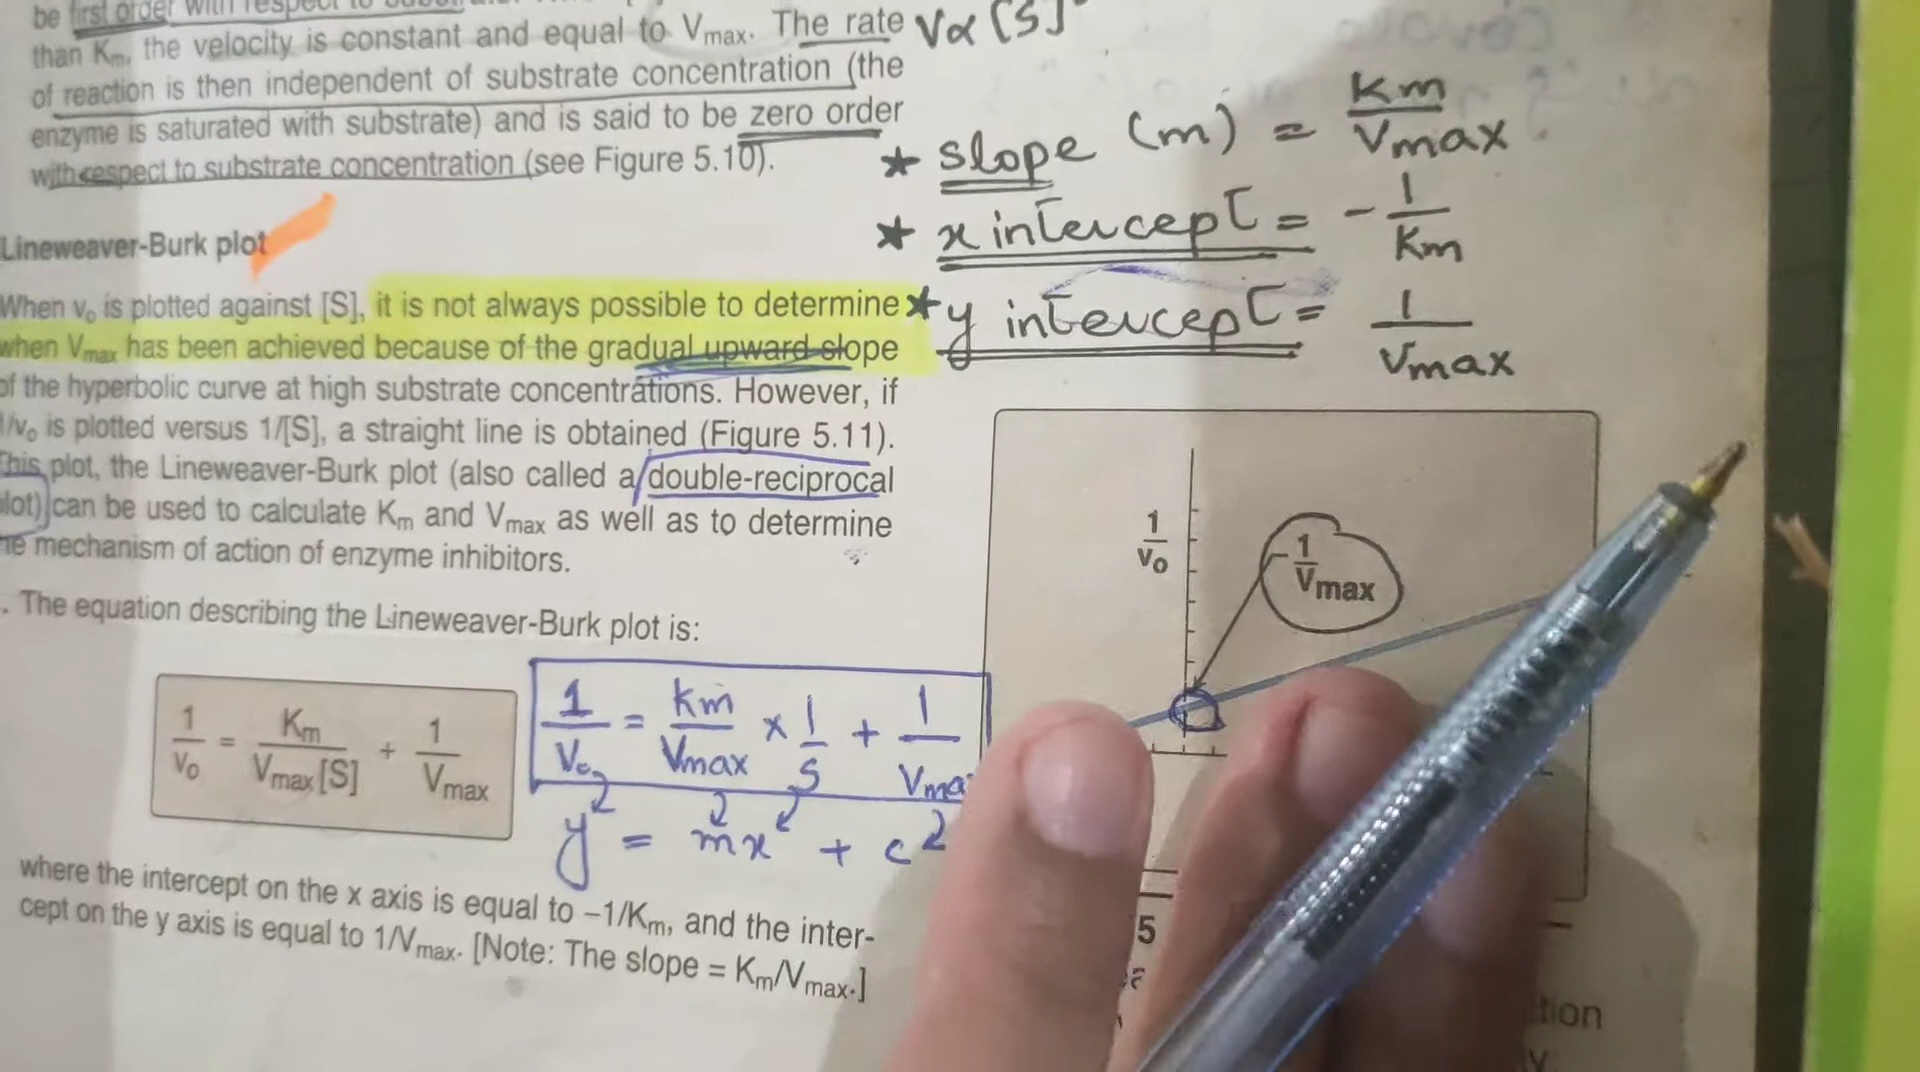 be first order with respect to
than Km, the velocity is constant and equal to Vmax. The rate
of reaction is then independent of substrate concentration (the
enzyme is saturated with substrate) and is said to be zero order
with respect to substrate concentration (see Figure 5.10).
V∝ [S]
★ slope (m) = Km/Vmax
★ x intercept = -1/Km
★ y intercept = 1/Vmax
Lineweaver-Burk plot
When vo is plotted against [S], it is not always possible to determine
when Vmax has been achieved because of the gradual upward slope
of the hyperbolic curve at high substrate concentrations. However, if
1/vo is plotted versus 1/[S], a straight line is obtained (Figure 5.11).
This plot, the Lineweaver-Burk plot (also called a double-reciprocal
plot) can be used to calculate Km and Vmax as well as to determine
he mechanism of action of enzyme inhibitors.
. The equation describing the Lineweaver-Burk plot is:
1/vo = Km/Vmax[S] + 1/Vmax
1/Vo = Km/Vmax x 1/S + 1/Vma
y = mx + c
where the intercept on the x axis is equal to –1/Km, and the inter-
cept on the y axis is equal to 1/Vmax. [Note: The slope = Km/Vmax.]
1/vo
1/Vmax
5
tion